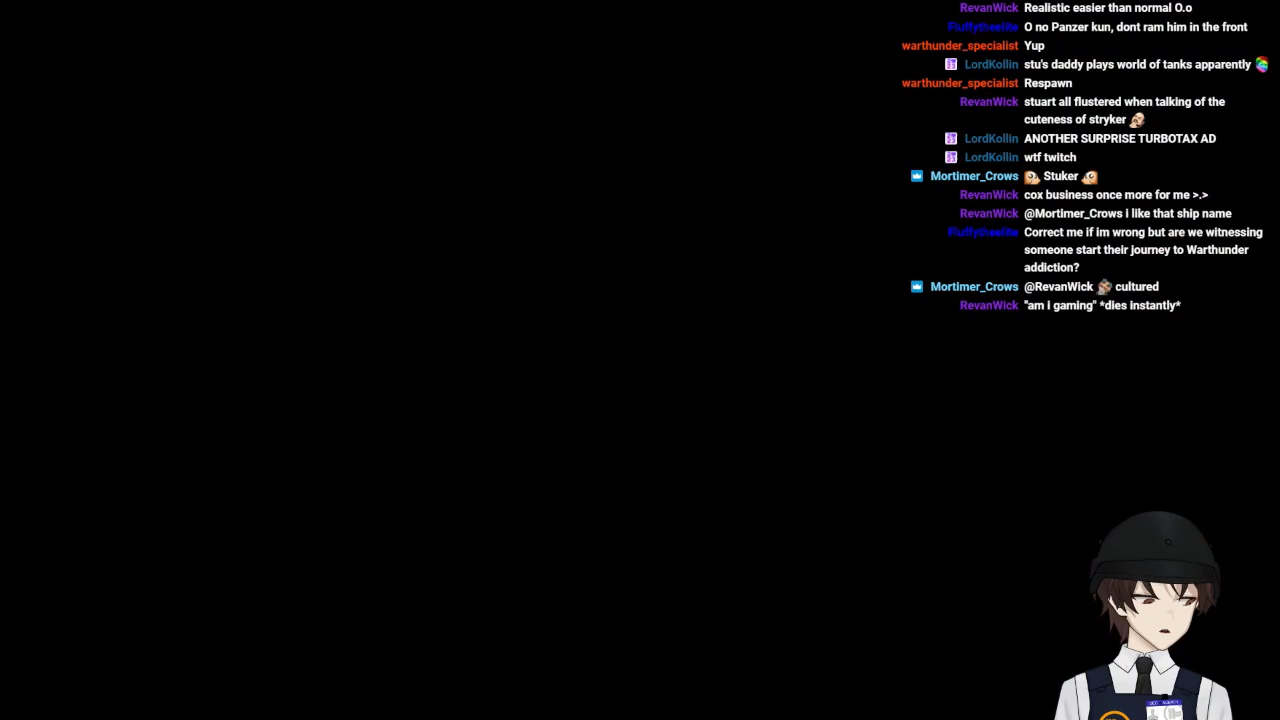 RevanWick Realistic easier than normal O.o
Fluffytheelite O no Panzer kun, dont ram him in the front
warthunder_specialist Yup
LordKollin stu's daddy plays world of tanks apparently
warthunder_specialist Respawn
RevanWick stuart all flustered when talking of the
cuteness of stryker
LordKollin ANOTHER SURPRISE TURBOTAX AD
LordKollin wtf twitch
Mortimer_Crows Stuker
RevanWick cox business once more for me >.>
RevanWick @Mortimer_Crows i like that ship name
Fluffytheelite Correct me if im wrong but are we witnessing
someone start their journey to Warthunder
addiction?
Mortimer_Crows @RevanWick cultured
RevanWick "am i gaming" *dies instantly*